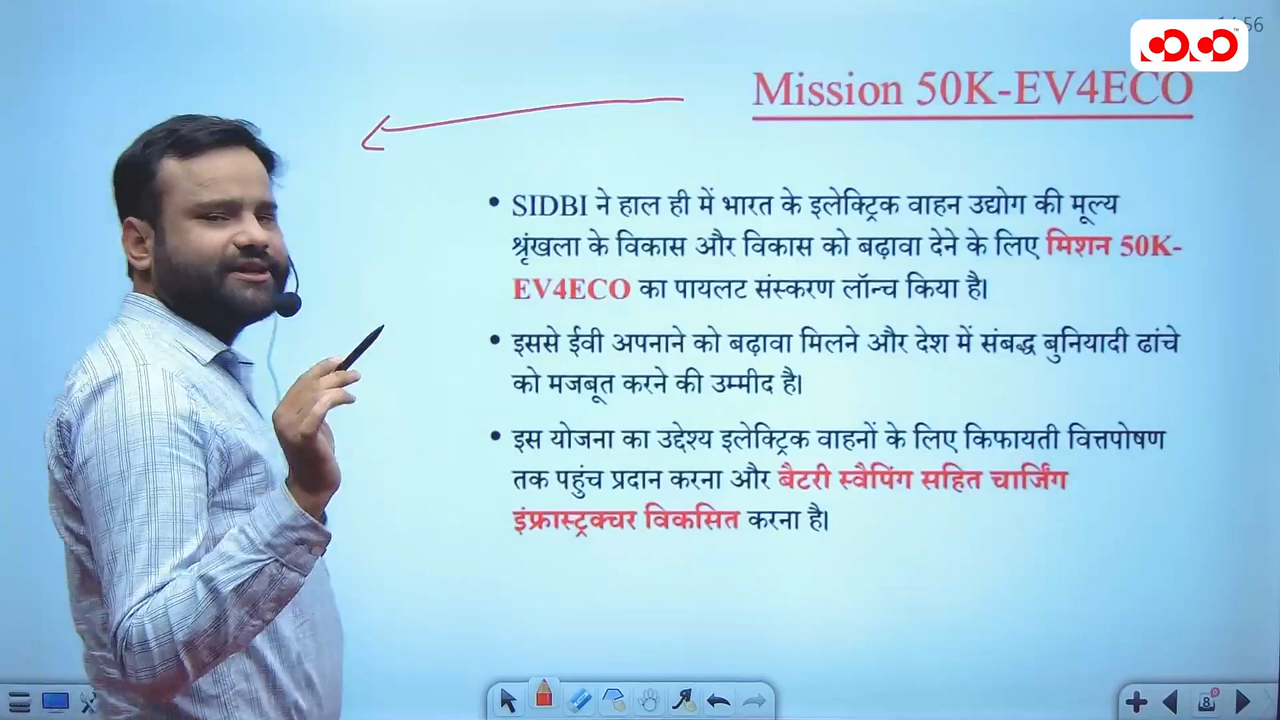 Mission 50K-EV4ECO
• SIDBI ने हाल ही में भारत के इलेक्ट्रिक वाहन उद्योग की मूल्य
श्रृंखला के विकास और विकास को बढ़ावा देने के लिए मिशन 50K-
EV4ECO का पायलट संस्करण लॉन्च किया है।
• इससे ईवी अपनाने को बढ़ावा मिलने और देश में संबद्ध बुनियादी ढांचे
को मजबूत करने की उम्मीद है।
• इस योजना का उद्देश्य इलेक्ट्रिक वाहनों के लिए किफायती वित्तपोषण
तक पहुंच प्रदान करना और बैटरी स्वैपिंग सहित चार्जिंग
इंफ्रास्ट्रक्चर विकसित करना है।
8